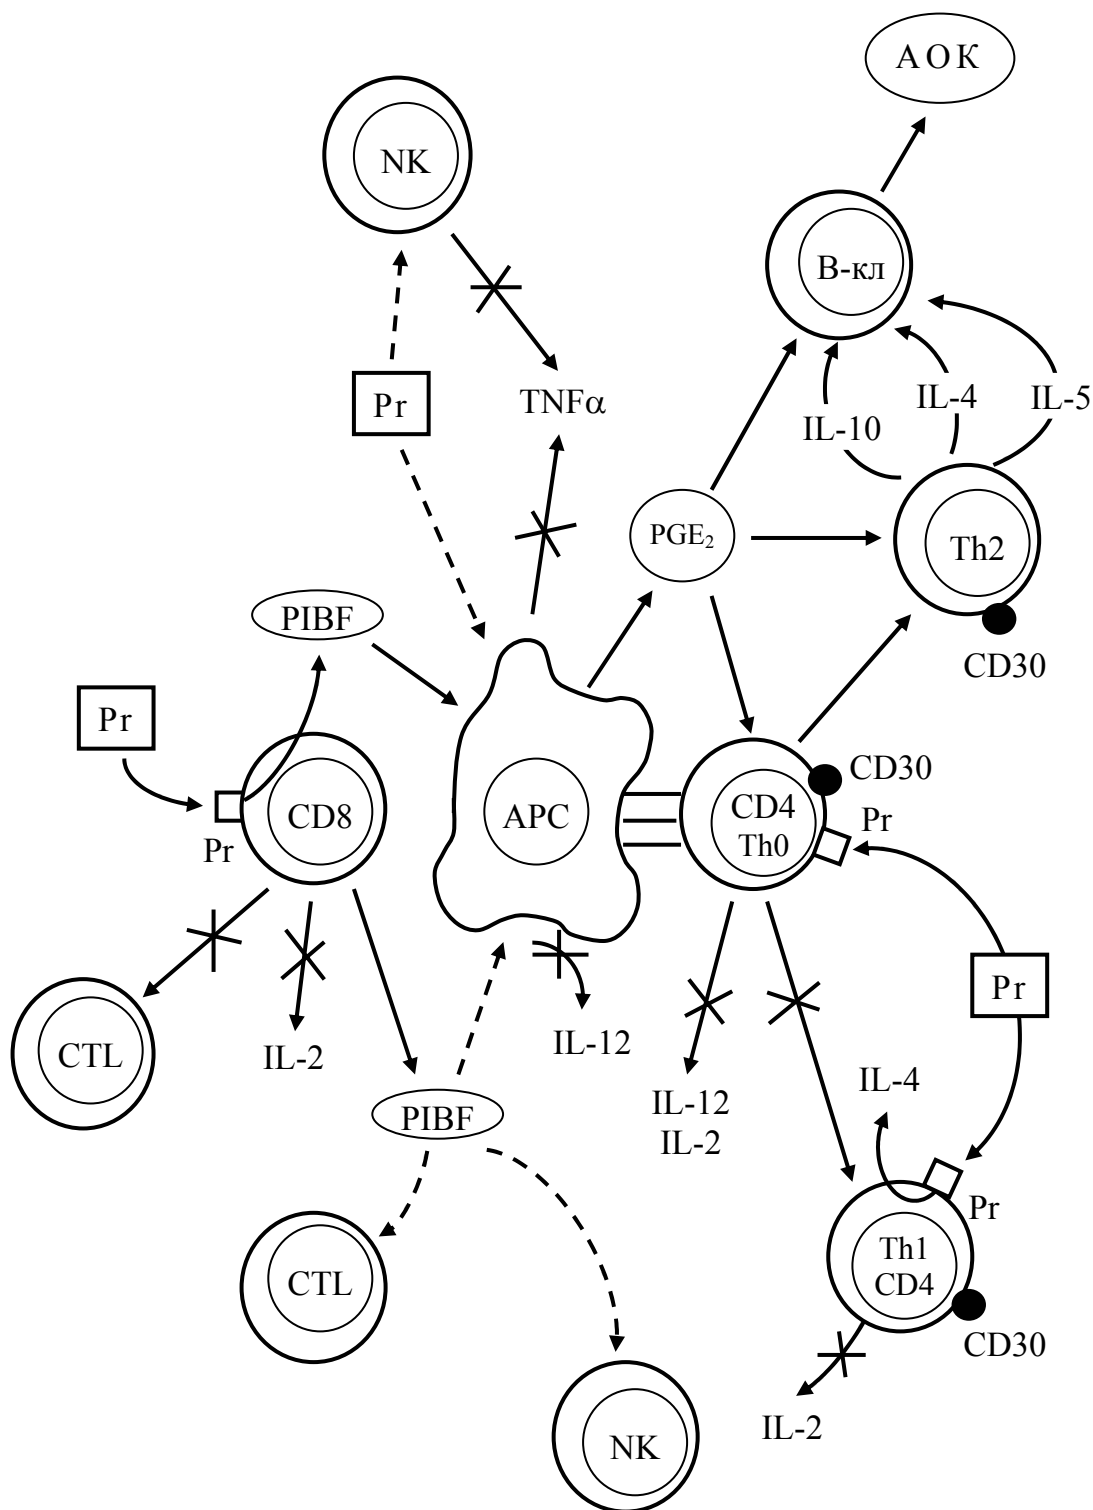 А О К
NK
В-кл
Pr
TNFα
IL-10
IL-4
IL-5
PGE₂
Th2
CD30
PIBF
Pr
Pr
CD8
APC
CD4
Th0
CD30
Pr
CTL
IL-2
IL-12
IL-12
IL-2
Pr
PIBF
IL-4
Pr
CTL
Th1
CD4
CD30
IL-2
NK